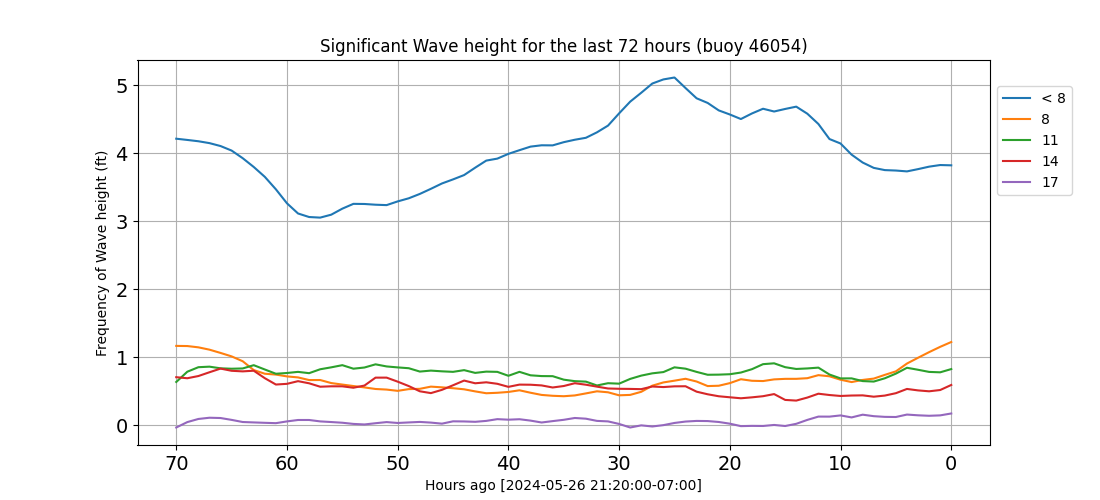 Significant Wave height for the last 72 hours (buoy 46054)
Frequency of Wave height (ft)
5
4
3
2
1
0
70 60 50 40 30 20 10 0
Hours ago [2024-05-26 21:20:00-07:00]
< 8
8
11
14
17